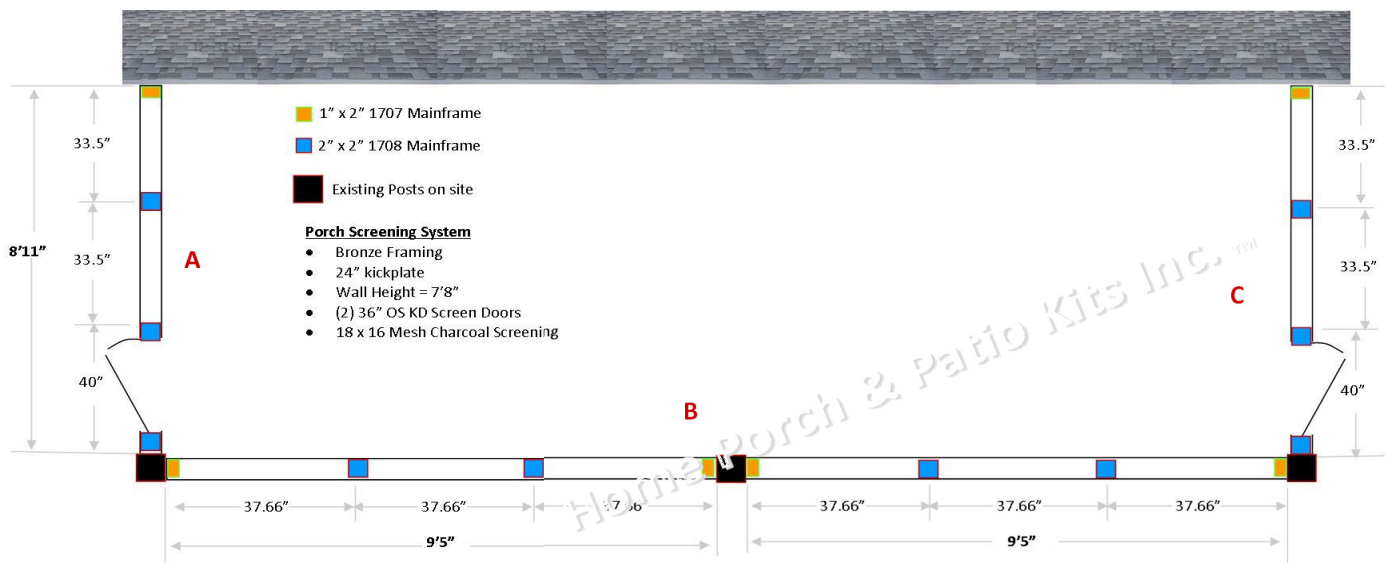 1” x 2” 1707 Mainframe
2” x 2” 1708 Mainframe
Existing Posts on site
Porch Screening System
• Bronze Framing
• 24” kickplate
• Wall Height = 7’8”
• (2) 36” OS KD Screen Doors
• 18 x 16 Mesh Charcoal Screening
8’11”
33.5”
33.5”
40”
A
B
C
33.5”
33.5”
40”
Home Porch & Patio Kits Inc. TM
37.66”
37.66”
37.66
37.66”
37.66”
37.66”
9’5”
9’5”